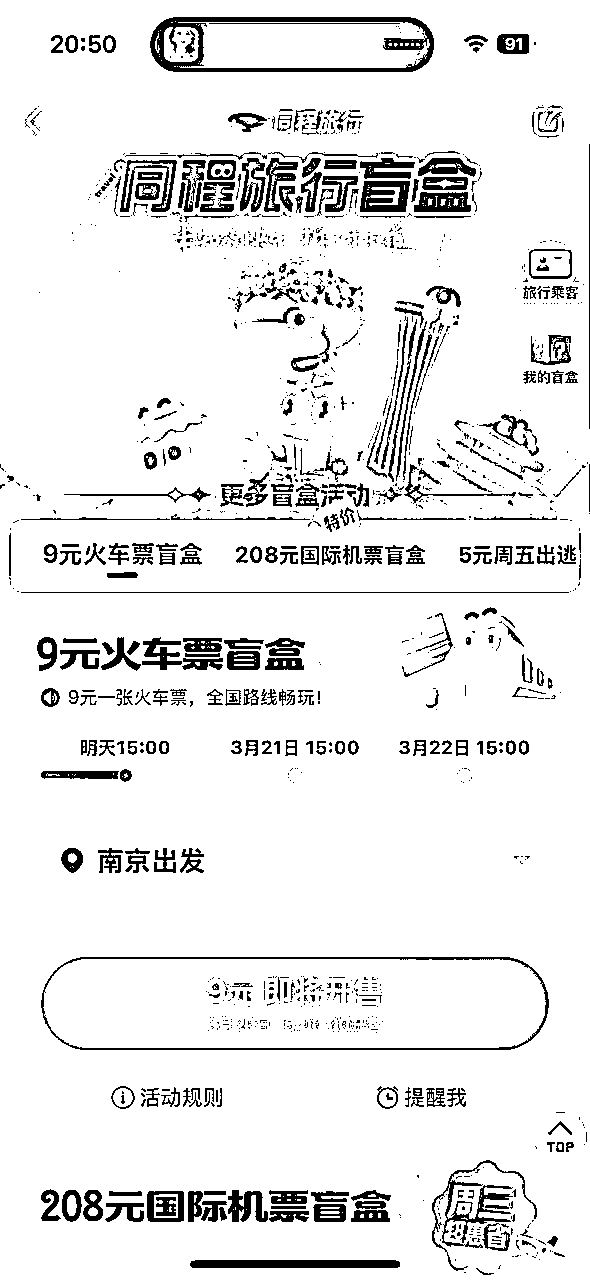 20:50
91
同程旅行
同程旅行盲盒
旅行乘客
我的盲盒
更多盲盒活动
特价
9元火车票盲盒 208元国际机票盲盒 5元周五出逃
9元火车票盲盒
9元一张火车票，全国路线畅玩！
明天15:00 3月21日 15:00 3月22日 15:00
南京出发
9元 即将开售
活动规则 提醒我
TOP
208元国际机票盲盒
周三
超惠省